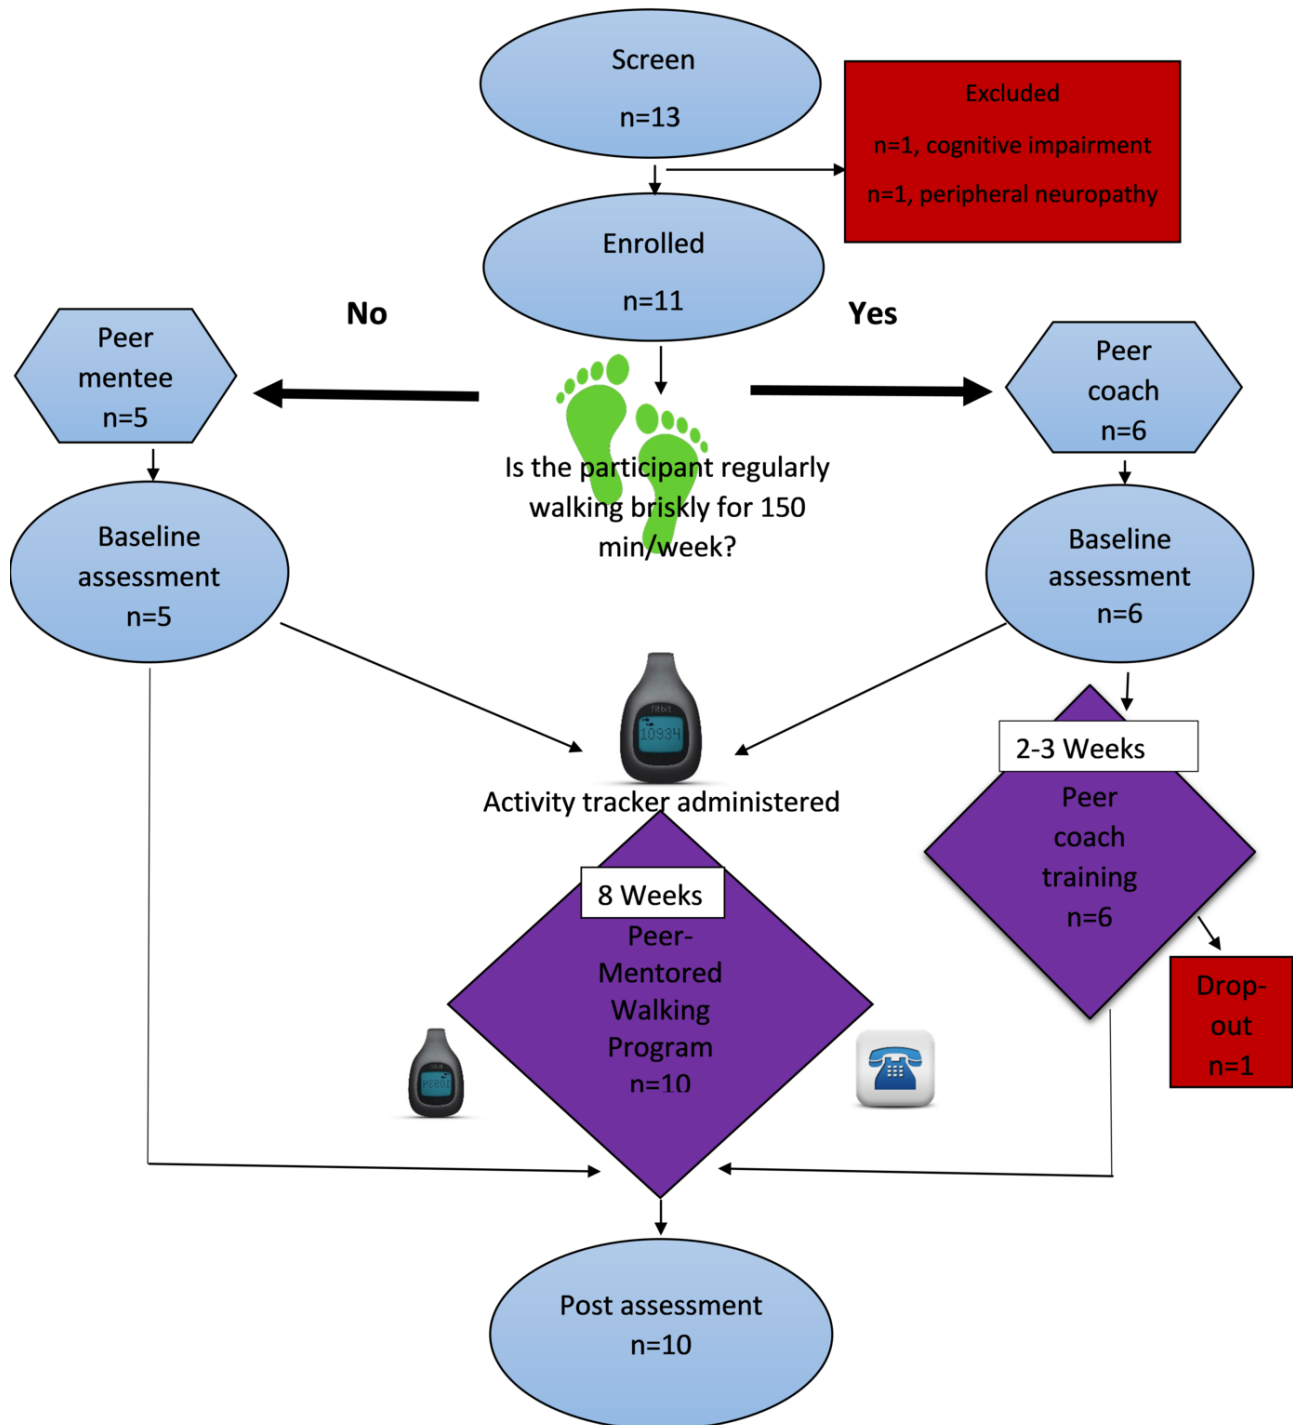 Screen
n=13
Excluded
n=1, cognitive impairment
n=1, peripheral neuropathy
Enrolled
n=11
No
Yes
Peer
mentee
n=5
Peer
coach
n=6
Is the participant regularly
walking briskly for 150
min/week?
Baseline
assessment
n=5
Baseline
assessment
n=6
fitbit
10934
Activity tracker administered
2-3 Weeks
Peer
coach
training
n=6
8 Weeks
Peer-
Mentored
Walking
Program
n=10
Drop-
out
n=1
Post assessment
n=10